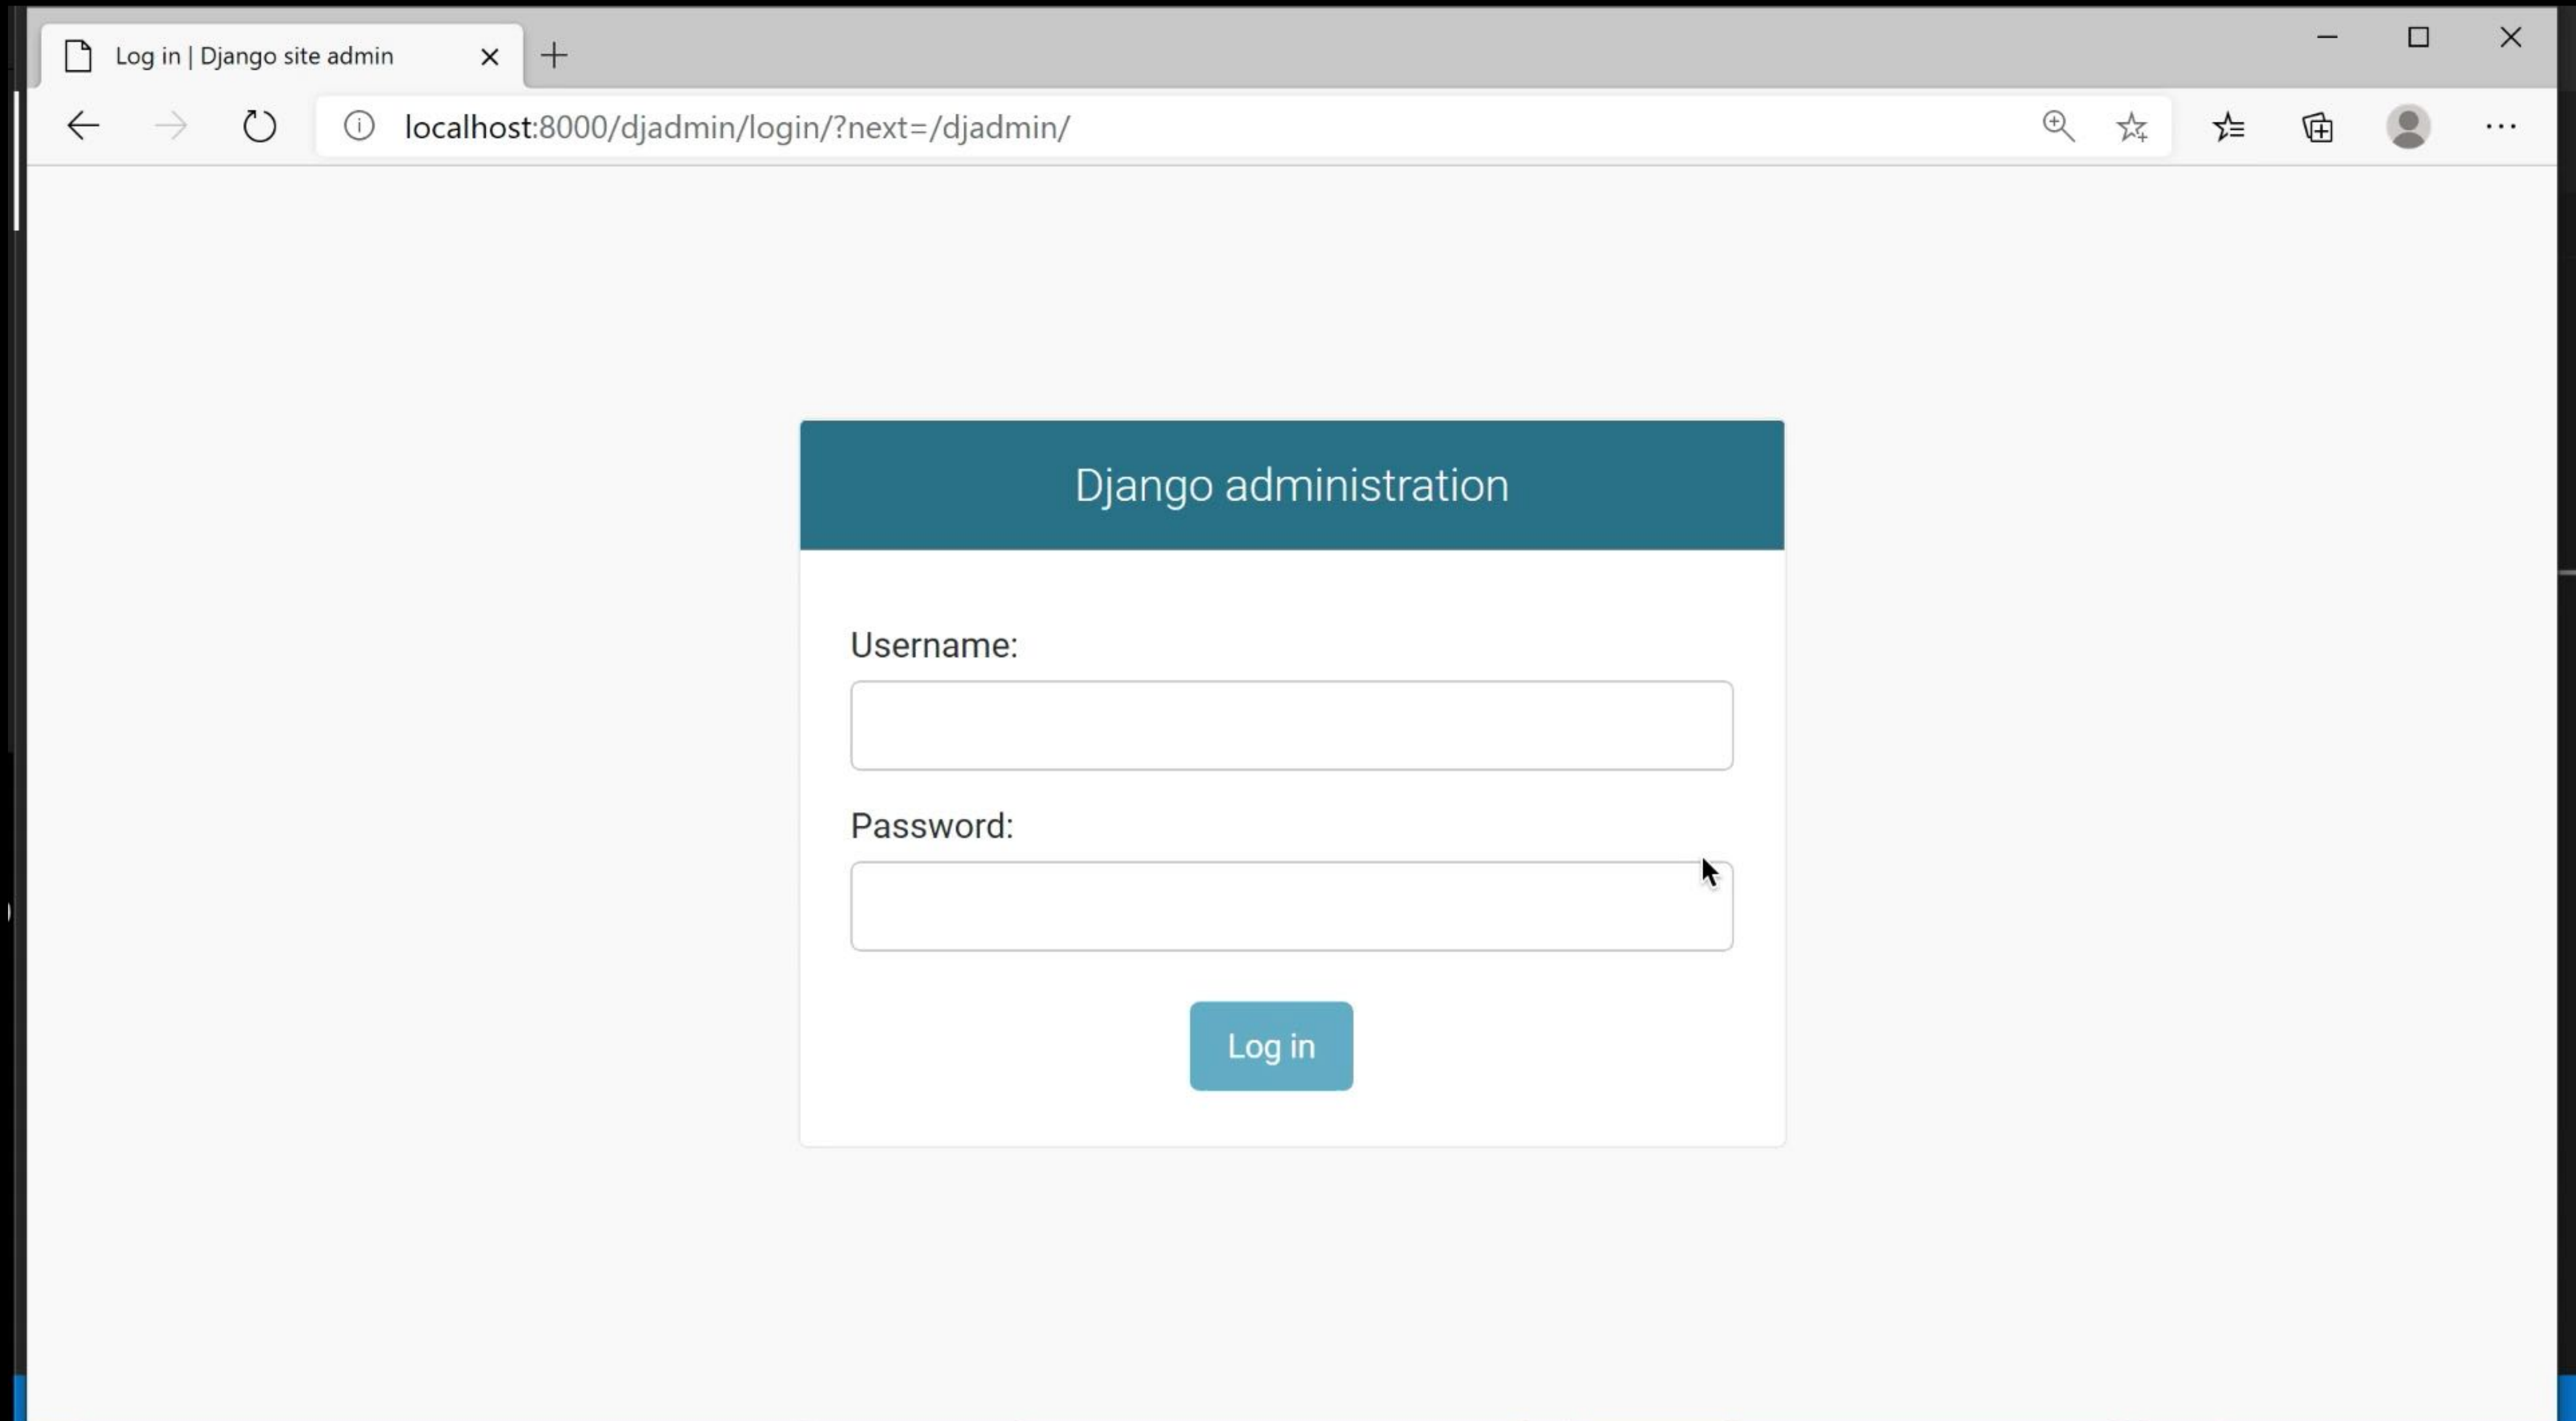 Log in | Django site admin
localhost:8000/djadmin/login/?next=/djadmin/
Django administration
Username:
Password:
Log in